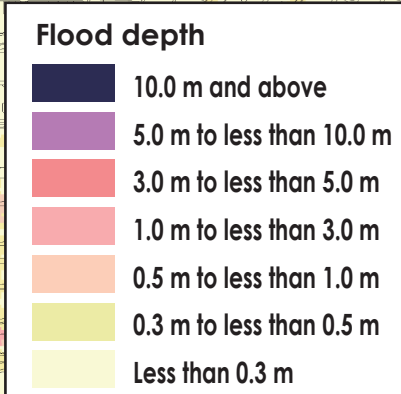 Flood depth
10.0 m and above
5.0 m to less than 10.0 m
3.0 m to less than 5.0 m
1.0 m to less than 3.0 m
0.5 m to less than 1.0 m
0.3 m to less than 0.5 m
Less than 0.3 m